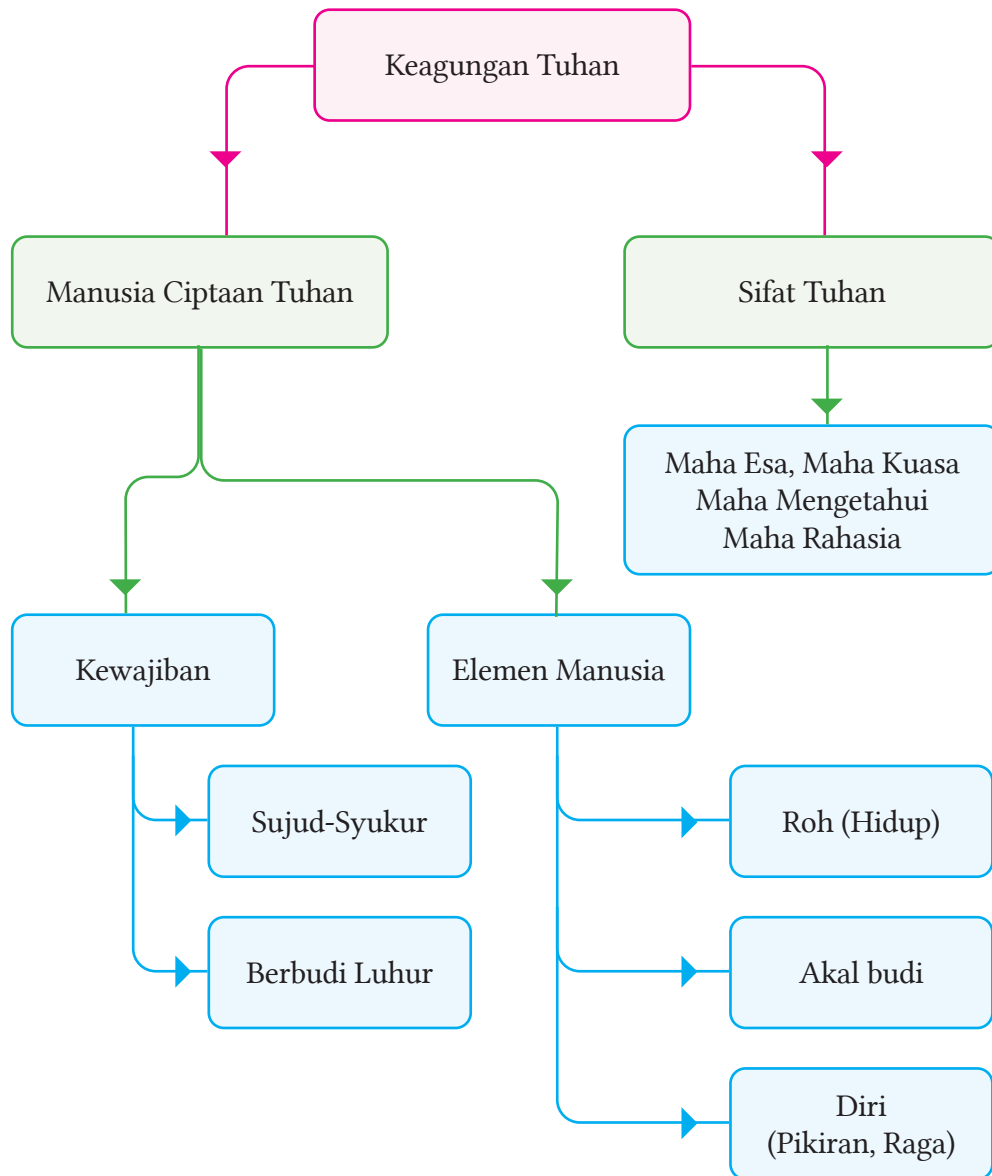 Keagungan Tuhan
Manusia Ciptaan Tuhan
Sifat Tuhan
Maha Esa, Maha Kuasa
Maha Mengetahui
Maha Rahasia
Kewajiban
Elemen Manusia
Sujud-Syukur
Roh (Hidup)
Berbudi Luhur
Akal budi
Diri
(Pikiran, Raga)